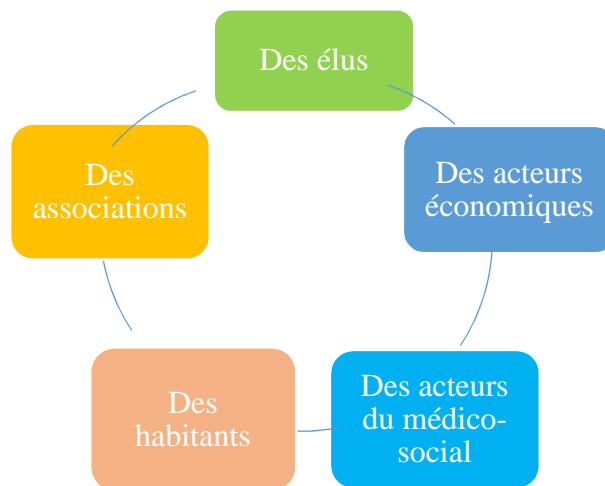 Des élus
Des acteurs
économiques
Des acteurs
du médico-
social
Des
habitants
Des
associations